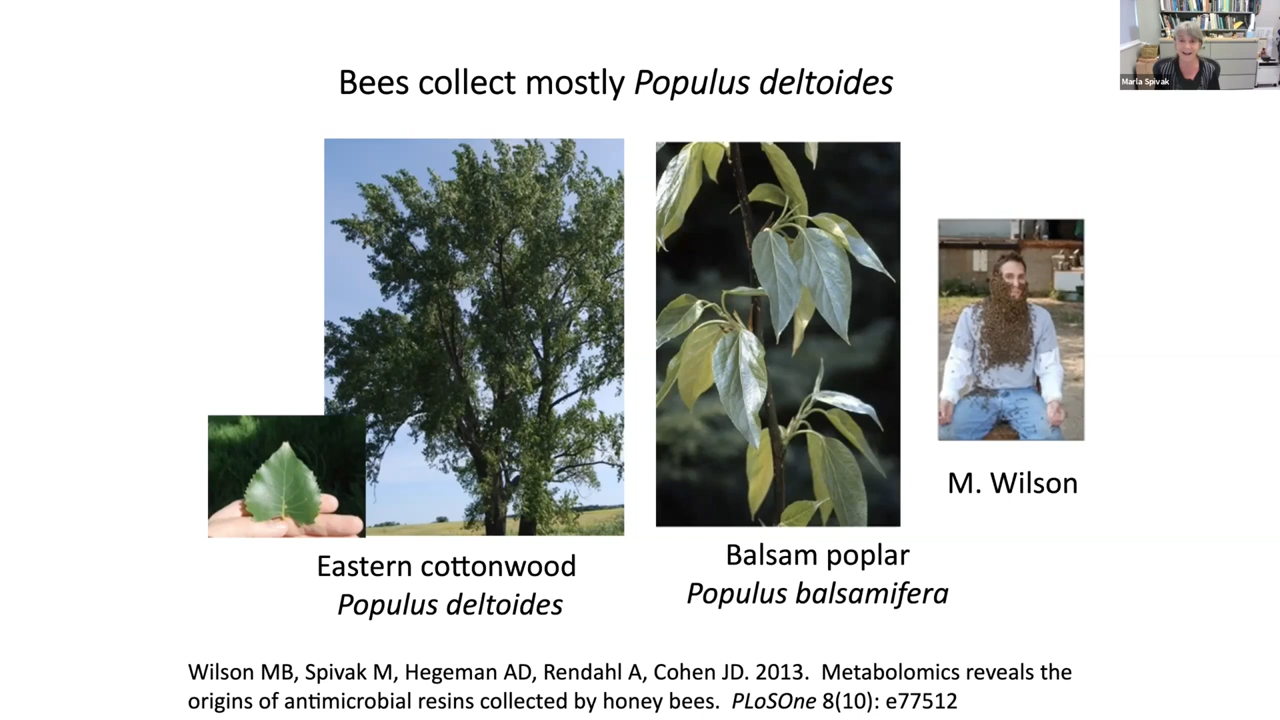 Marla Spivak
Bees collect mostly Populus deltoides
M. Wilson
Eastern cottonwood
Populus deltoides
Balsam poplar
Populus balsamifera
Wilson MB, Spivak M, Hegeman AD, Rendahl A, Cohen JD. 2013. Metabolomics reveals the
origins of antimicrobial resins collected by honey bees. PLoSOne 8(10): e77512